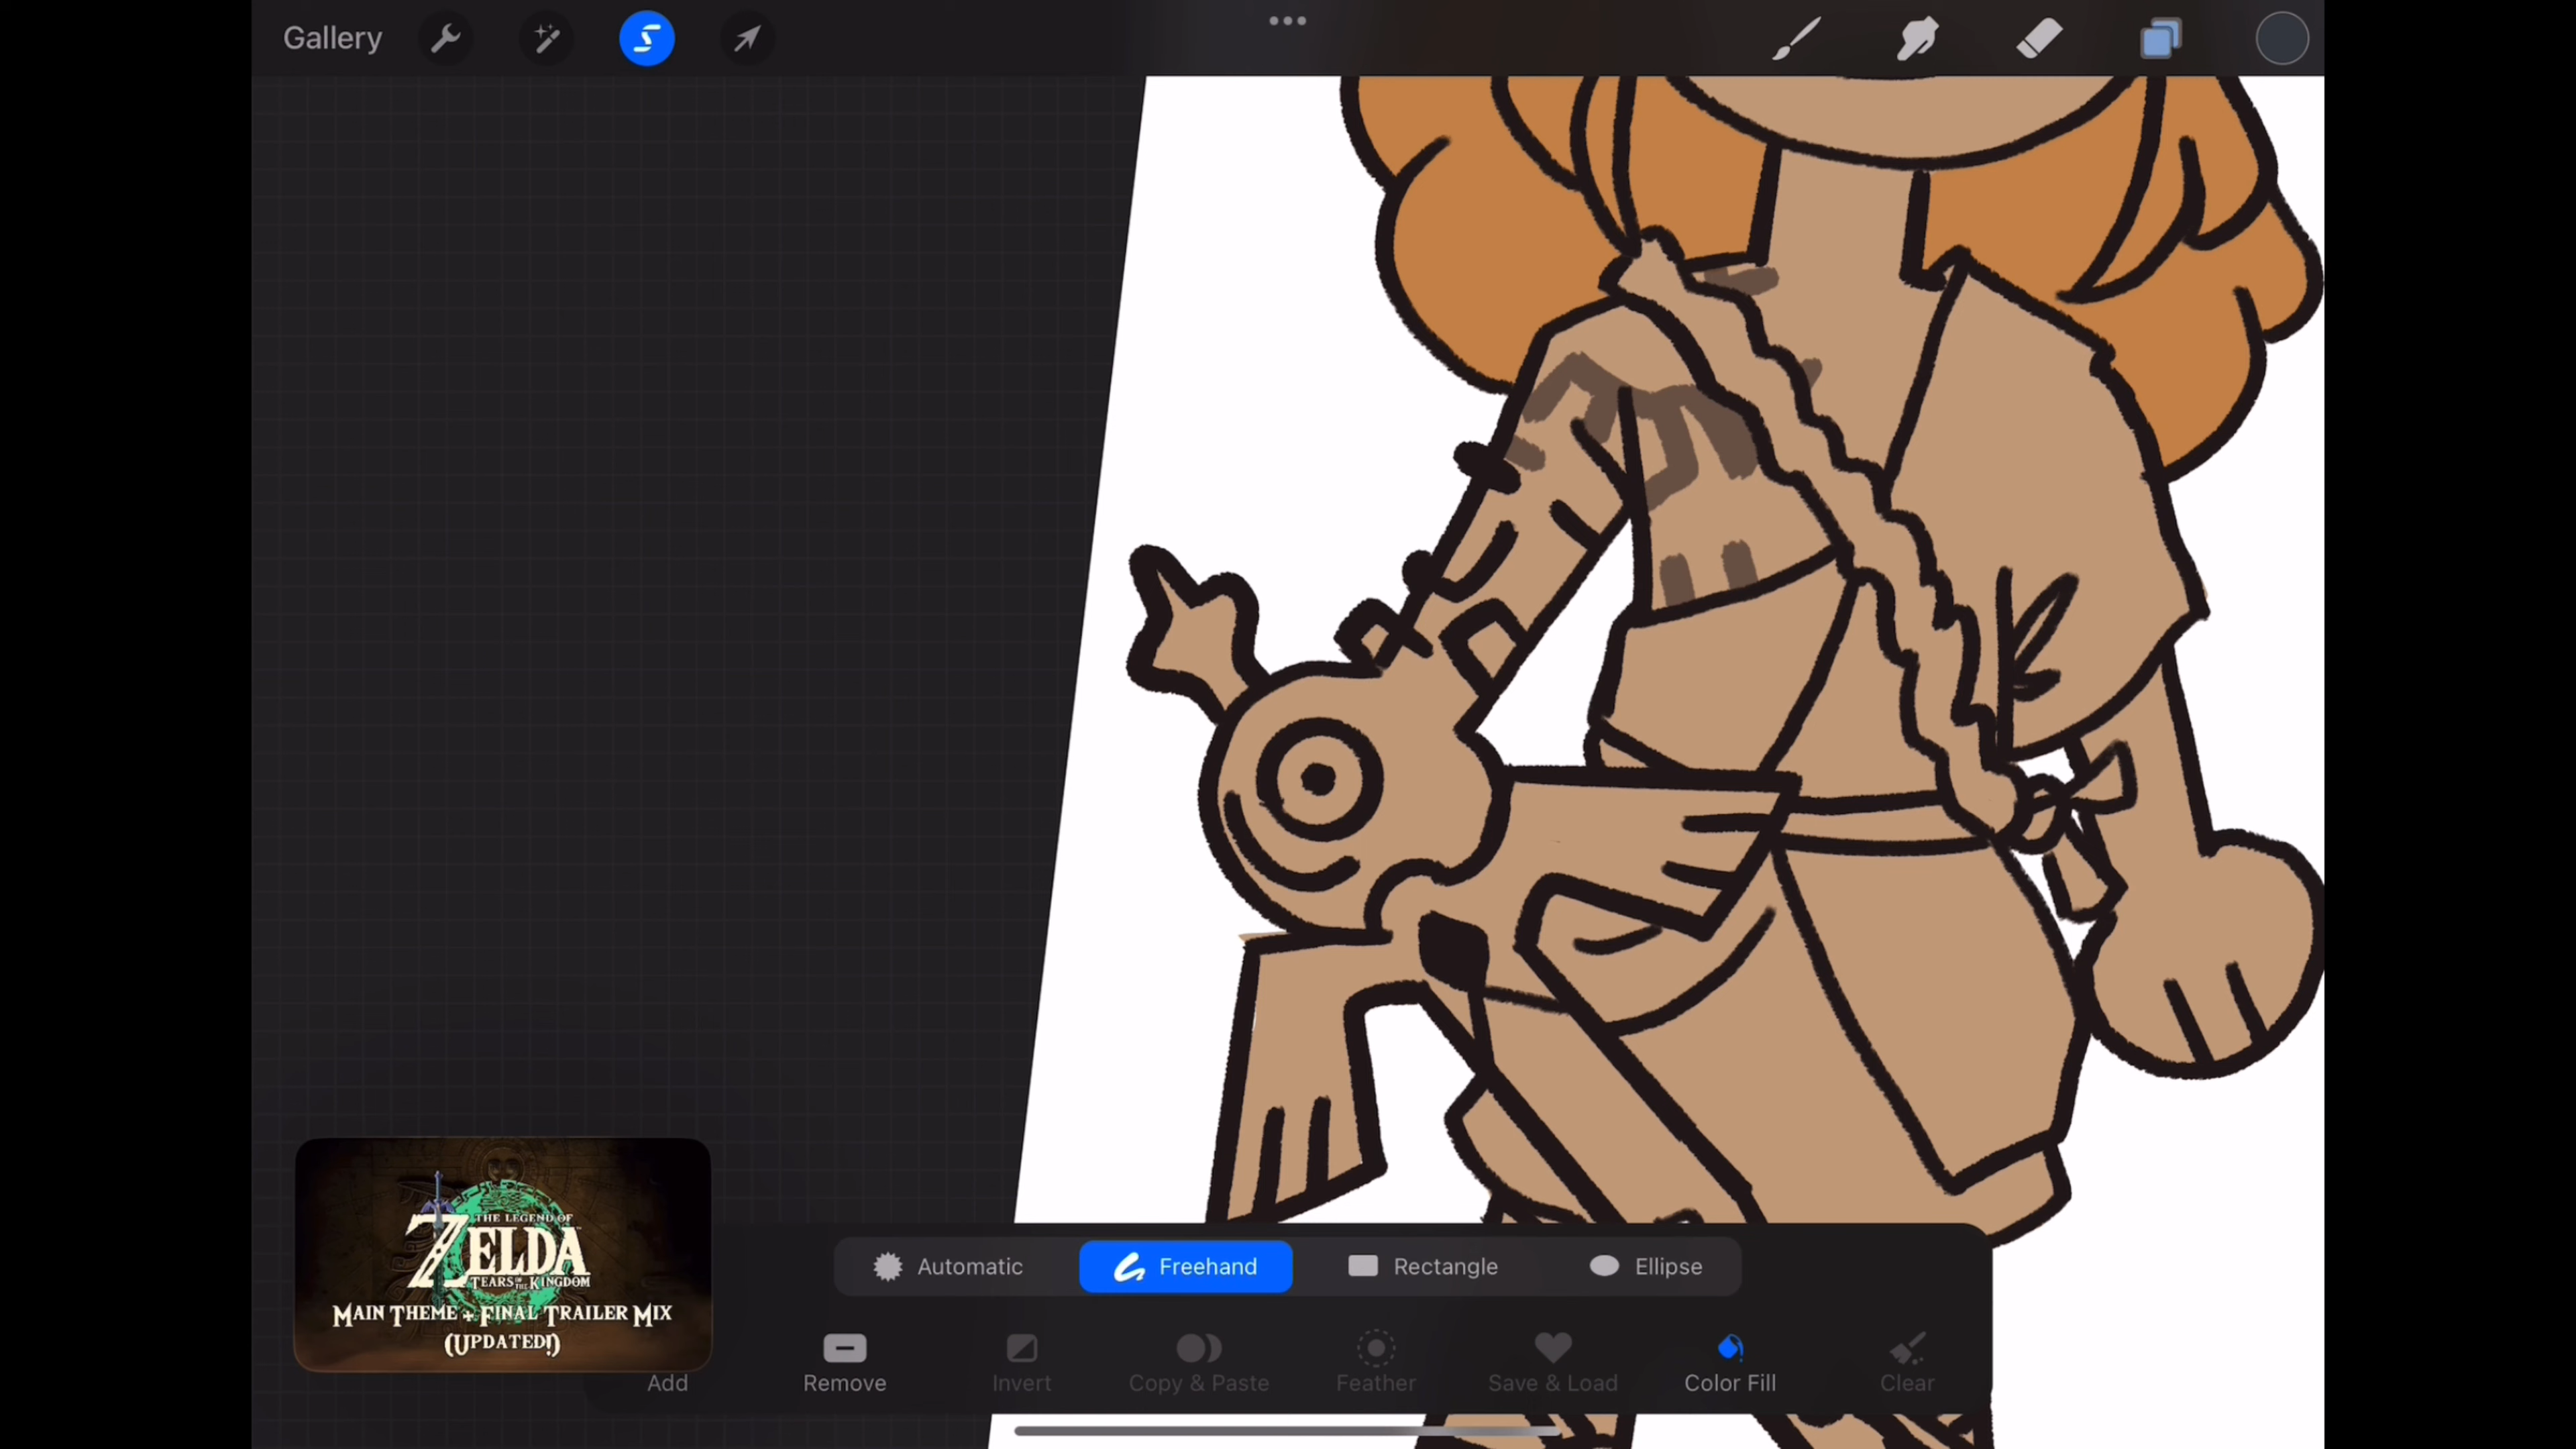 Gallery
THE LEGEND OF
ZELDA
TEARS OF THE KINGDOM
MAIN THEME + FINAL TRAILER MIX
(UPDATED!)
Automatic
Freehand
Rectangle
Ellipse
Add
Remove
Invert
Copy & Paste
Feather
Save & Load
Color Fill
Clear